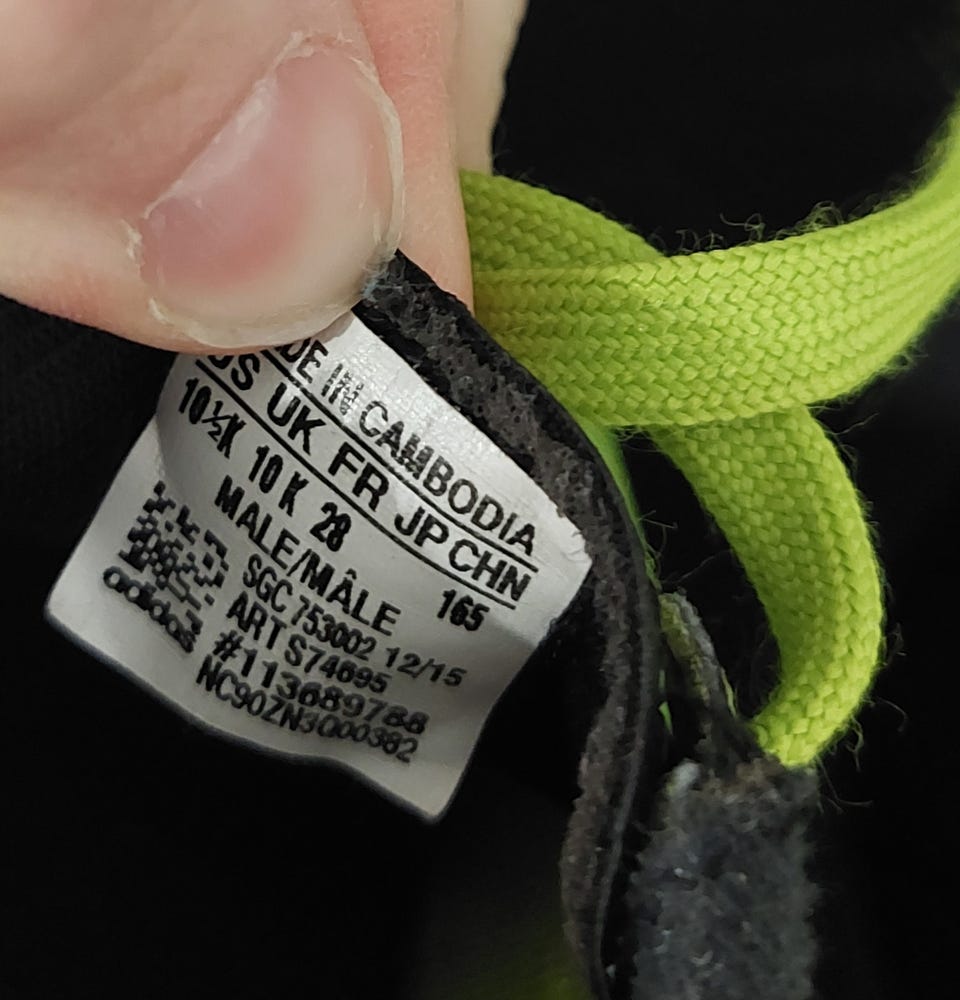 DE IN CAMBODIA
US UK FR JP CHN
10½K 10 K 28 165
MALE/MÂLE
SGC 753002 12/15
ART S74695
#113689788
NC90ZN3Q00382
adidas